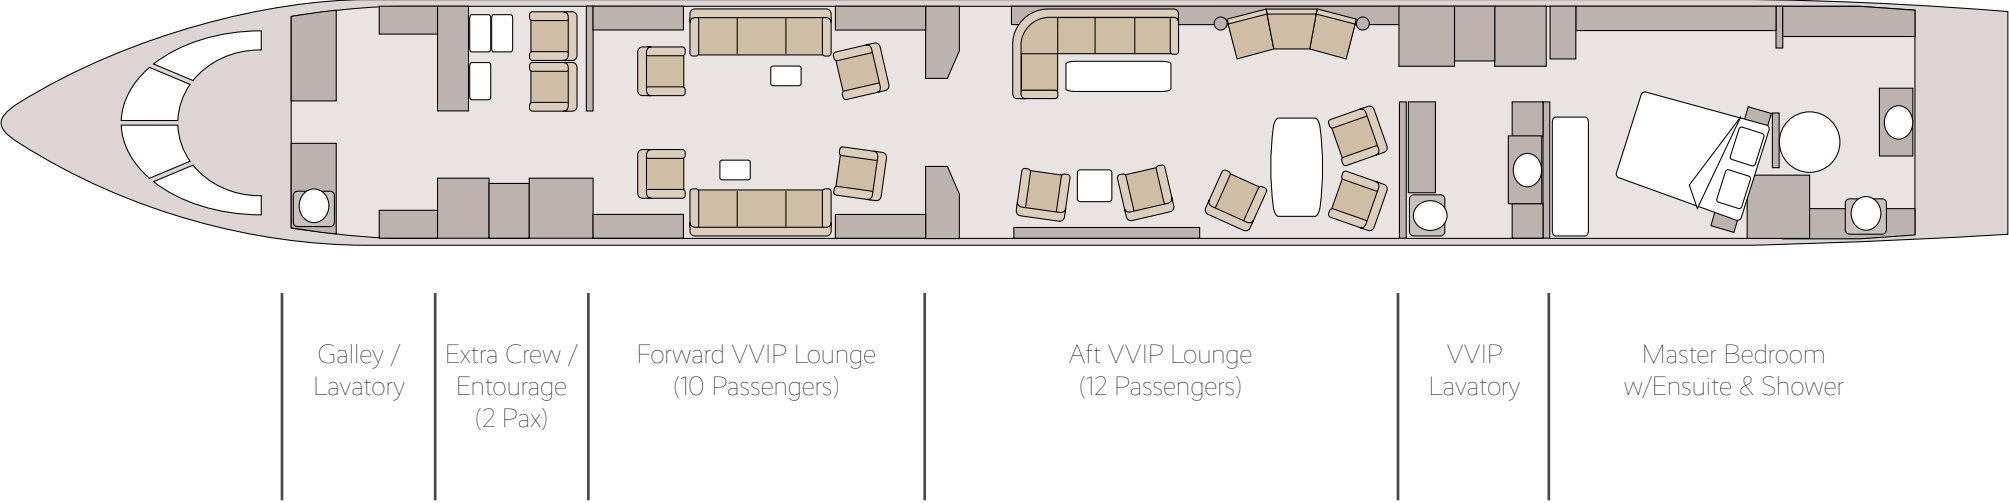 Galley /
Lavatory
Extra Crew /
Entourage
(2 Pax)
Forward VVIP Lounge
(10 Passengers)
Aft VVIP Lounge
(12 Passengers)
VVIP
Lavatory
Master Bedroom
w/Ensuite & Shower